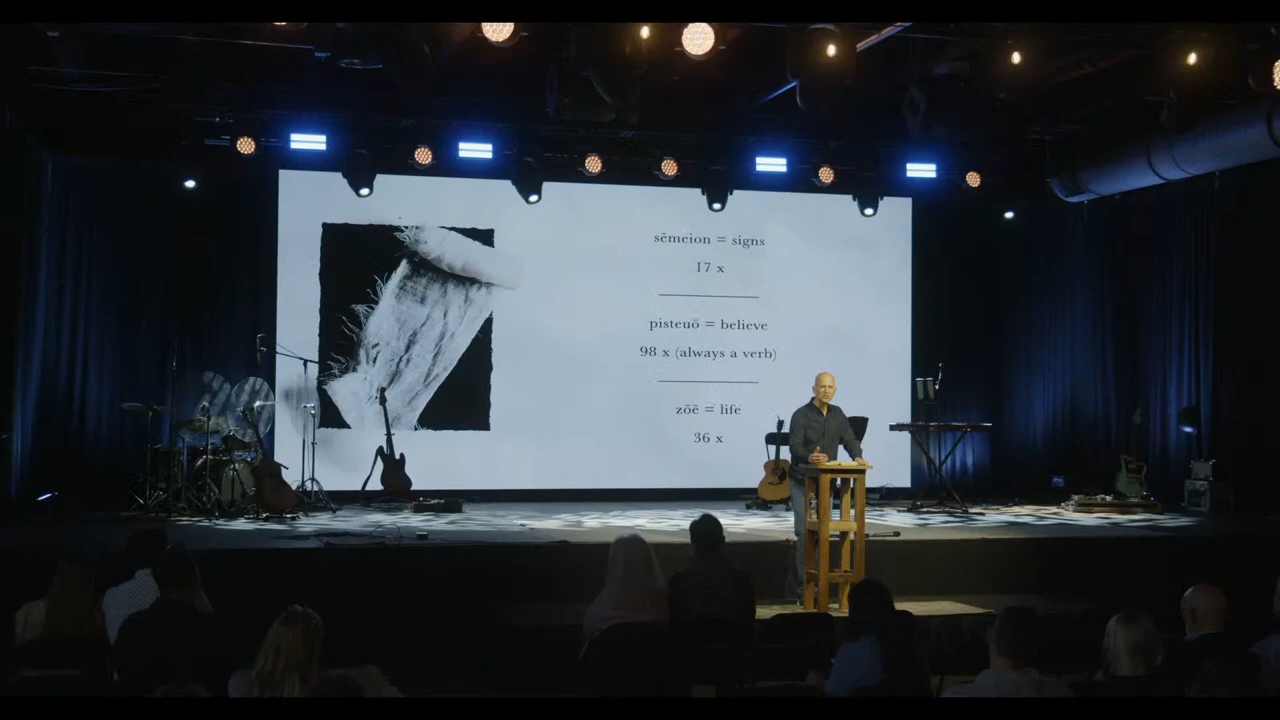 sēmeion = signs
17 x
pisteuō = believe
98 x (always a verb)
zōē = life
36 x